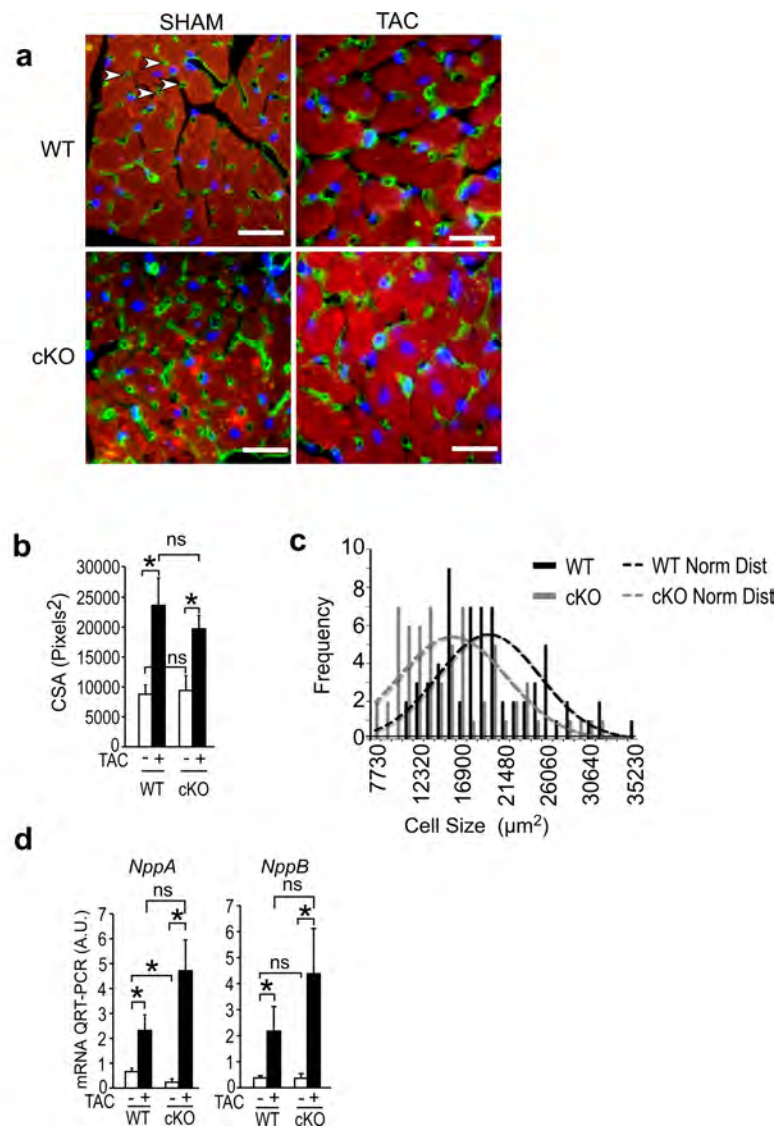 SHAM TAC
a
WT
cKO
b
ns
*
*
ns
CSA (Pixels2)
30000
25000
20000
15000
10000
5000
0
TAC - + - +
WT cKO
c
WT WT Norm Dist
cKO cKO Norm Dist
Frequency
10
8
6
4
2
0
7730 12320 16900 21480 26060 30640 35230
Cell Size (µm2)
d
NppA NppB
ns
*
*
*
ns
*
ns
*
mRNA QRT-PCR (A.U.)
7
6
5
4
3
2
1
0
7
6
5
4
3
2
1
0
TAC - + - +
WT cKO
TAC - + - +
WT cKO